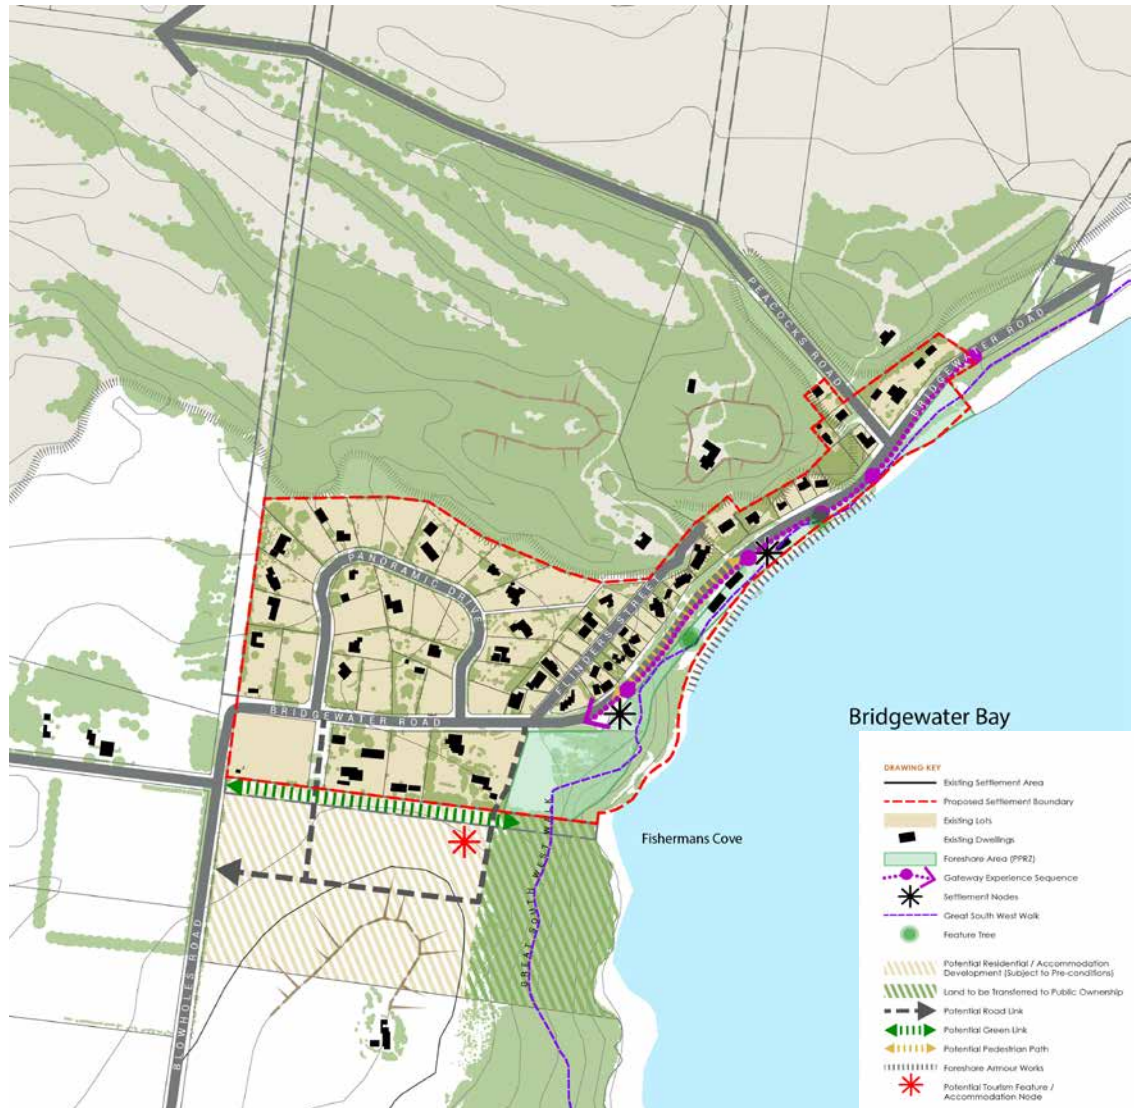 PEACOCKS ROAD
BRIDGEWATER ROAD
PANORAMIC DRIVE
FLINDERS STREET
BRIDGEWATER ROAD
Bridgewater Bay
Fishermans Cove
GREAT SOUTH WEST WALK
BLOWHOLES ROAD
DRAWING KEY
Existing Settlement Area
Proposed Settlement Boundary
Existing Lots
Existing Dwellings
Foreshore Area (PPRZ)
Gateway Experience Sequence
Settlement Nodes
Great South West Walk
Feature Tree
Potential Residential / Accommodation
Development (Subject to Pre-conditions)
Land to be Transferred to Public Ownership
Potential Road Link
Potential Green Link
Potential Pedestrian Path
Foreshore Armour Works
Potential Tourism Feature /
Accommodation Node